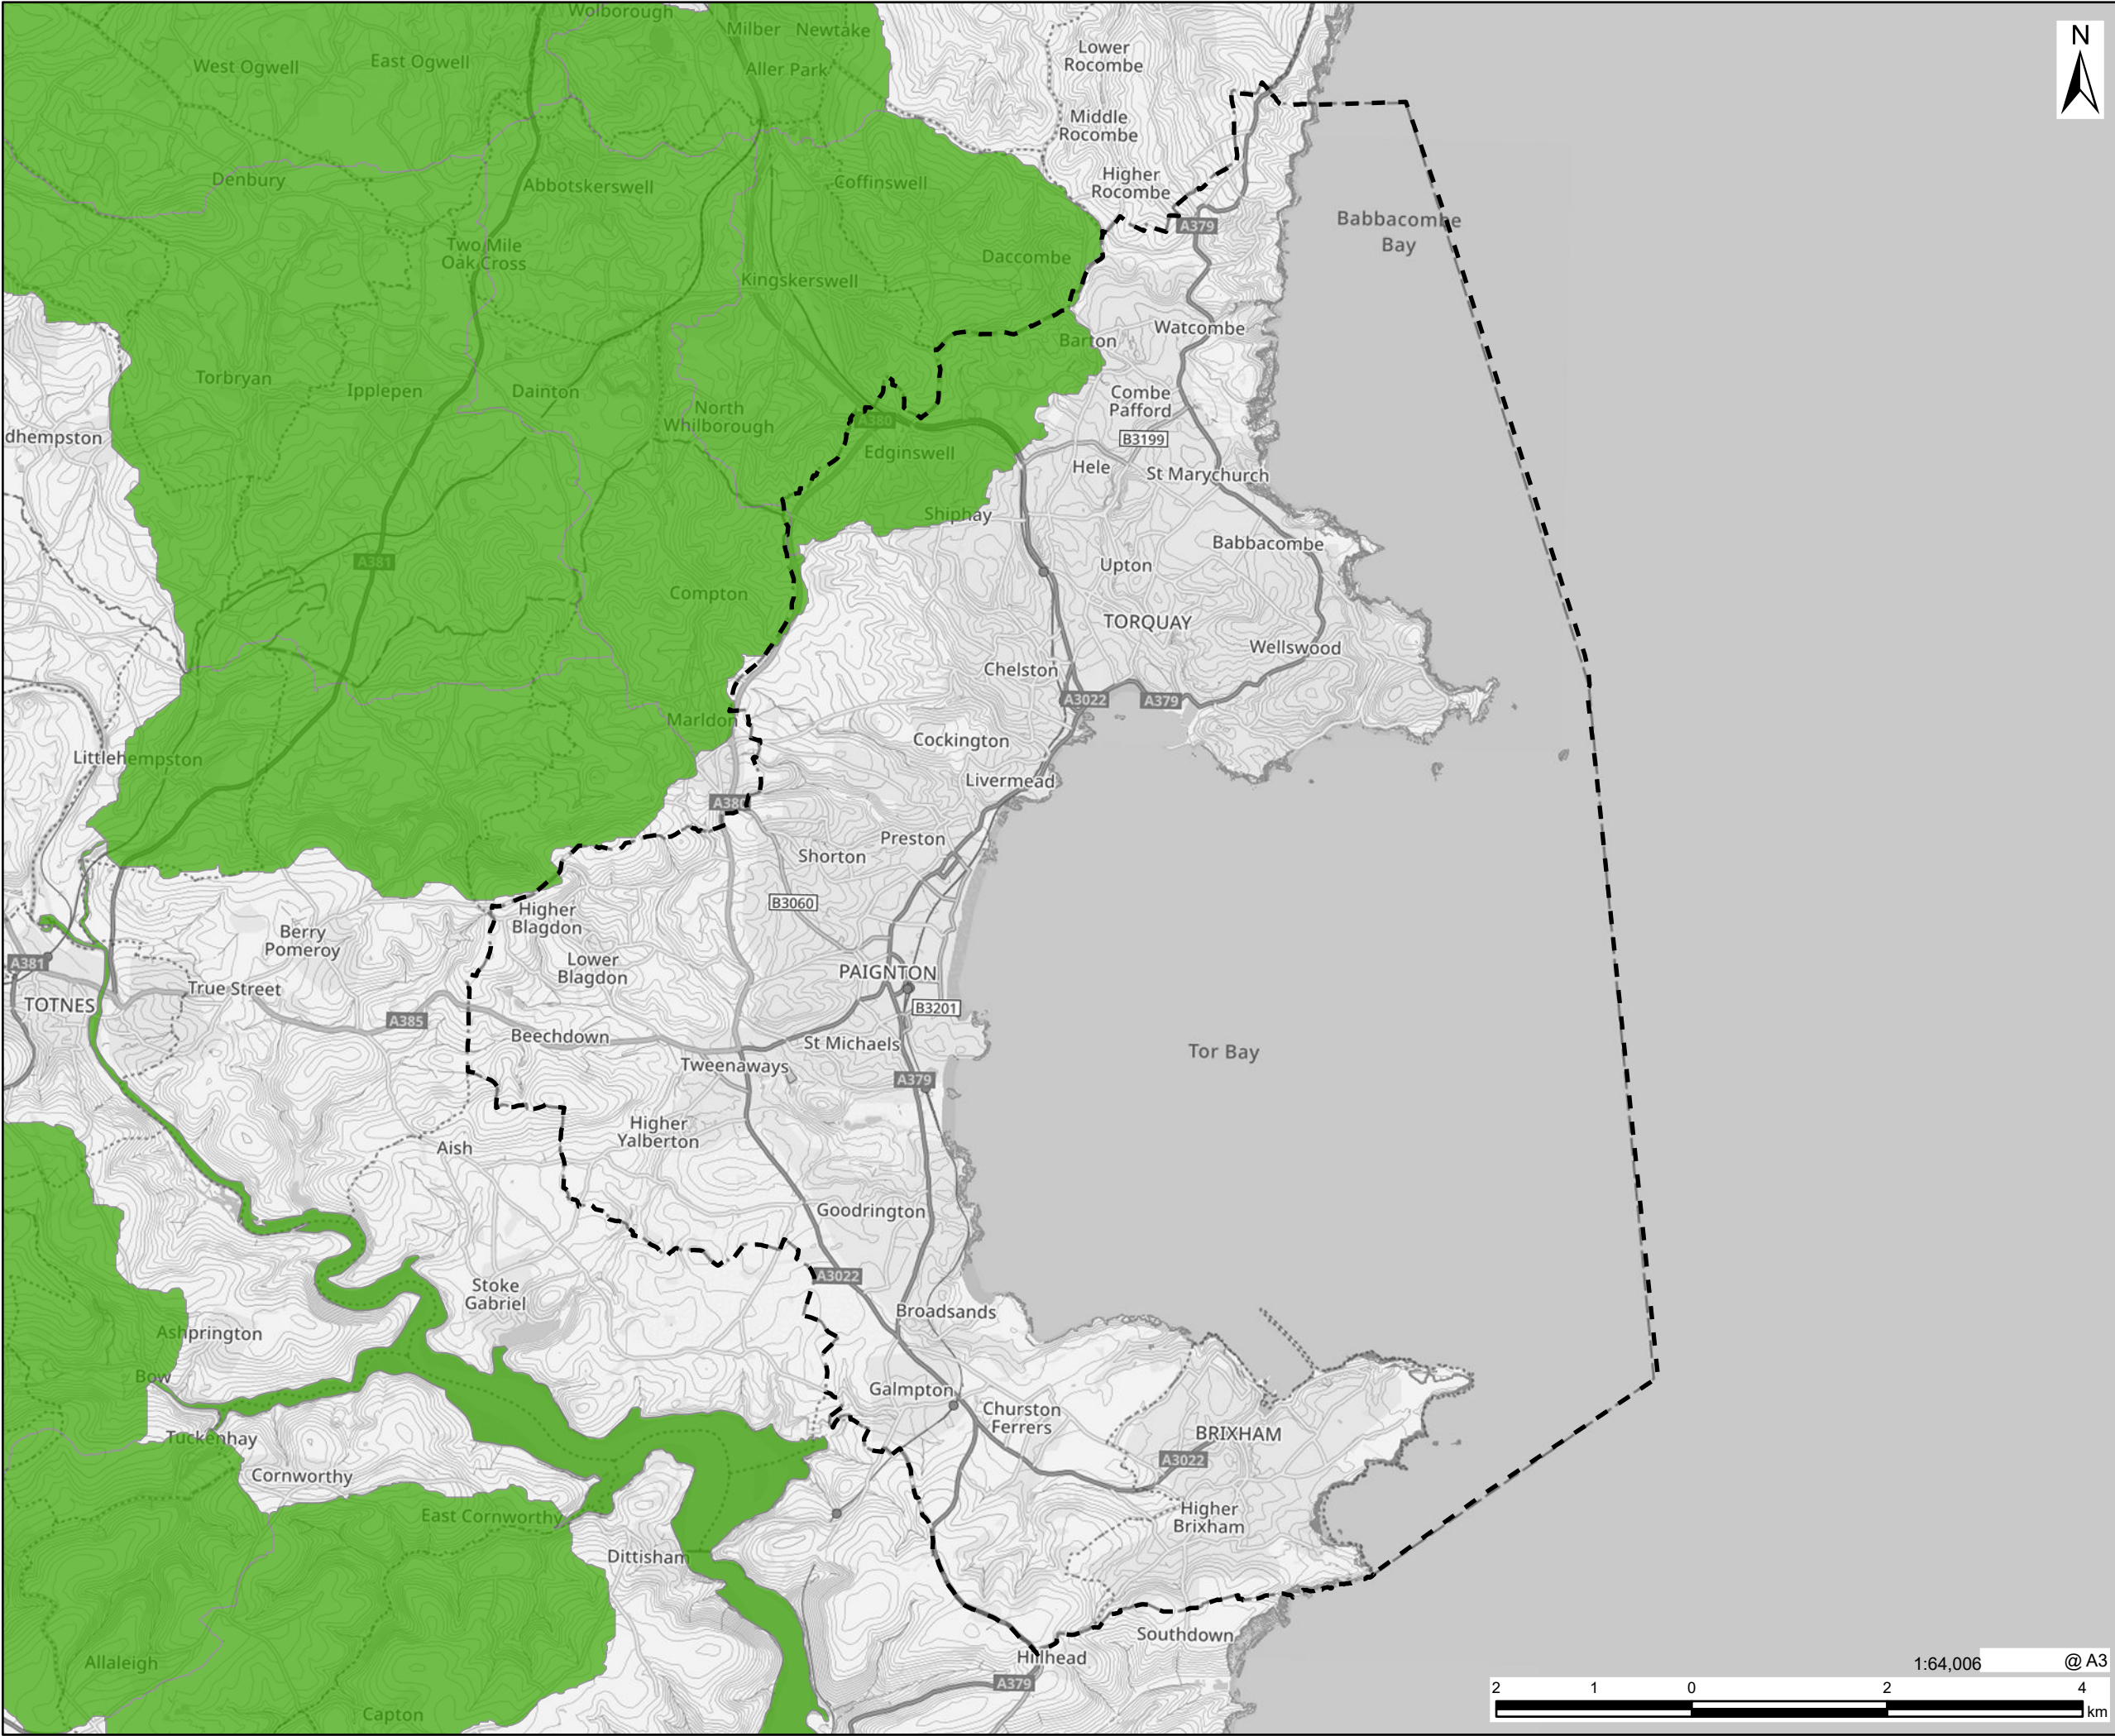 Wolborough
Milber
Newtake
N
West Ogwell
East Ogwell
Aller Park
Lower
Rocombe
Middle
Rocombe
Denbury
Abbotskerswell
Coffinswell
Higher
Rocombe
A379
Babbacombe
Bay
Two Mile
Oak Cross
Daccombe
Kingskerswell
Watcombe
Barton
Torbryan
Ipplepen
Dainton
North
Whilborough
Combe
Pafford
A380
dhempston
B3199
Edginswell
Hele
St Marychurch
Shiphay
Babbacombe
A381
Upton
Compton
TORQUAY
Wellswood
Chelston
A3022
A379
Marldon
Cockington
Littlehempston
Livermead
A380
Preston
Shorton
B3060
Higher
Blagdon
Berry
Pomeroy
A381
Lower
Blagdon
PAIGNTON
True Street
TOTNES
B3201
A385
Beechdown
St Michaels
Tor Bay
Tweenaways
A379
Higher
Yalberton
Aish
Goodrington
A3022
Stoke
Gabriel
Broadsands
Ashprington
Bow
Galmpton
Churston
Ferrers
BRIXHAM
Tuckenhay
A3022
Cornworthy
East Cornworthy
Higher
Brixham
Dittisham
Southdown
Hillhead
Allaleigh
A379
Capton
1:64,006
@ A3
2 1 0 2 4
km